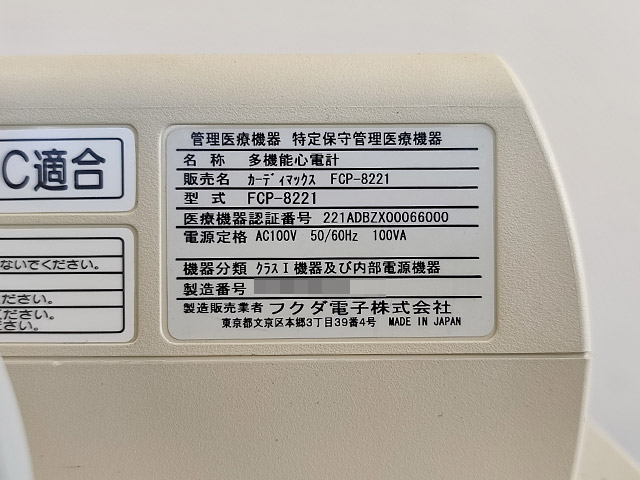 C適合
ないでください。
ださい。
ください。
ください。
管理医療機器 特定保守管理医療機器
名 称 多機能心電計
販売名 カーディマックス FCP-8221
型 式 FCP-8221
医療機器認証番号 221ADBZX00066000
電源定格 AC100V 50/60Hz 100VA
機器分類 クラスⅠ機器及び内部電源機器
製造番号
製造販売業者 フクダ電子株式会社
東京都文京区本郷3丁目39番4号 MADE IN JAPAN